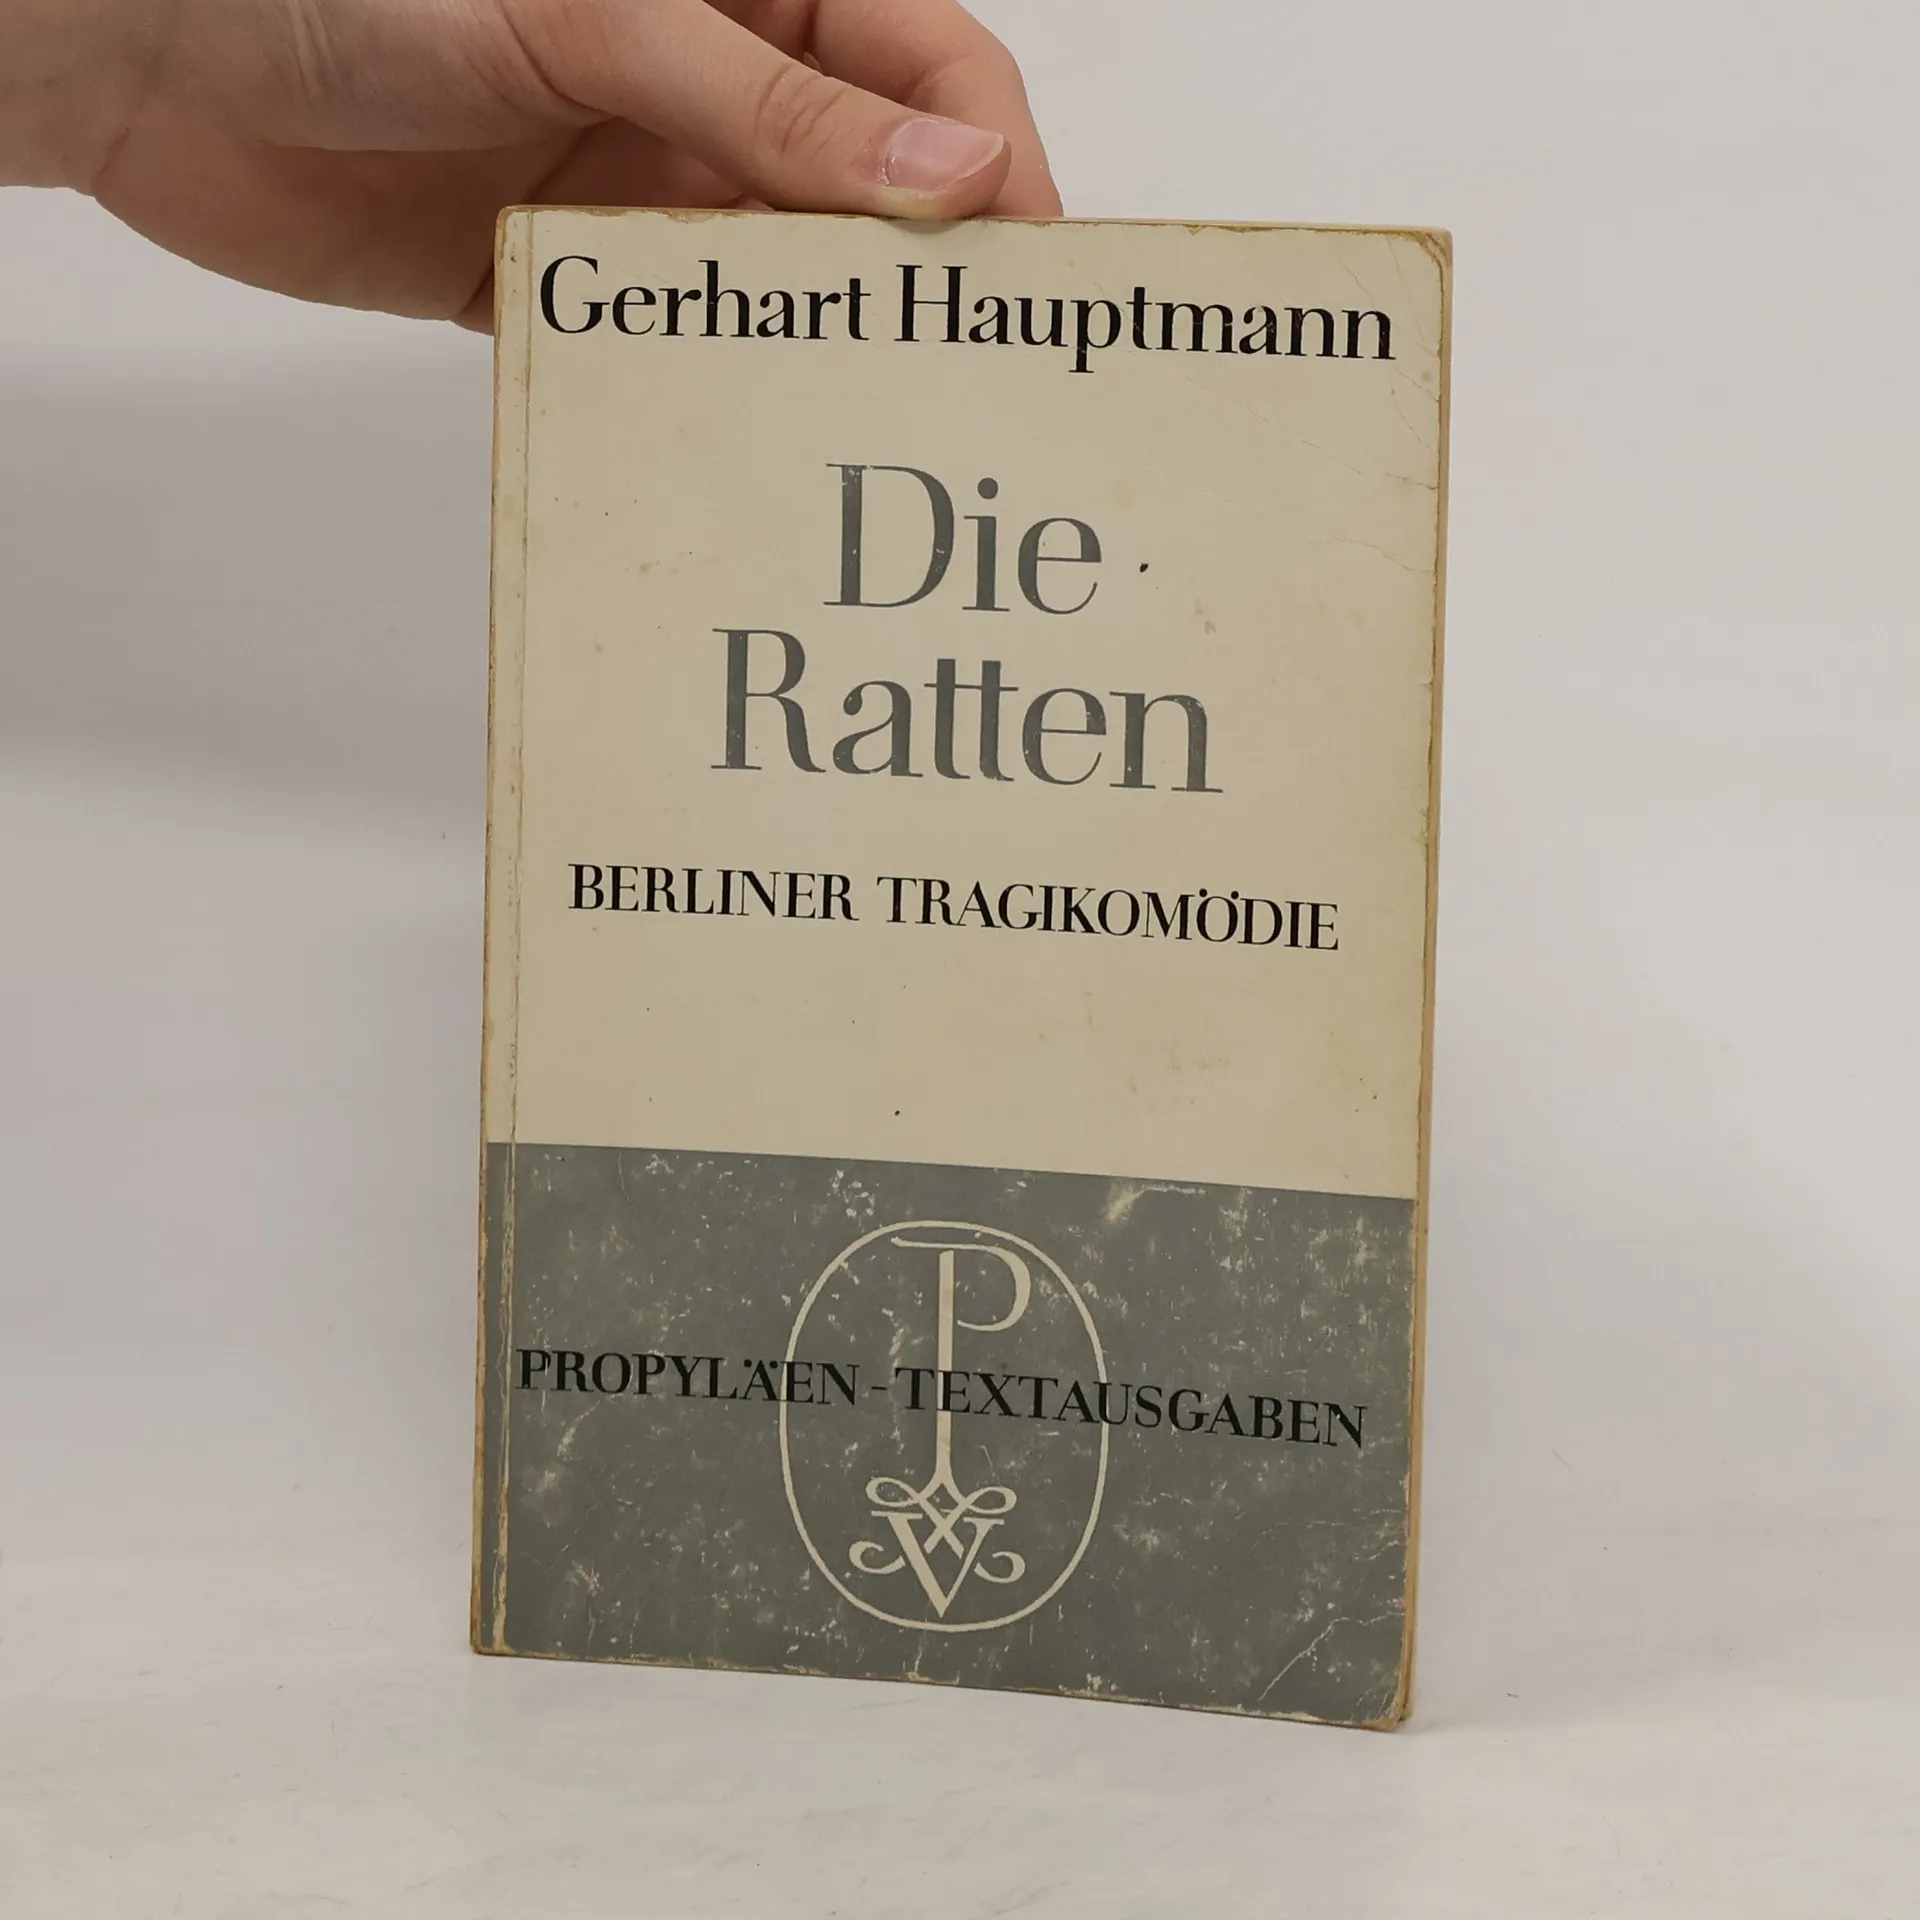 Gerhart Hauptmann
Die
Ratten
BERLINER TRAGIKOMÖDIE
PROPYLÄEN-TEXTAUSGABEN
P
V